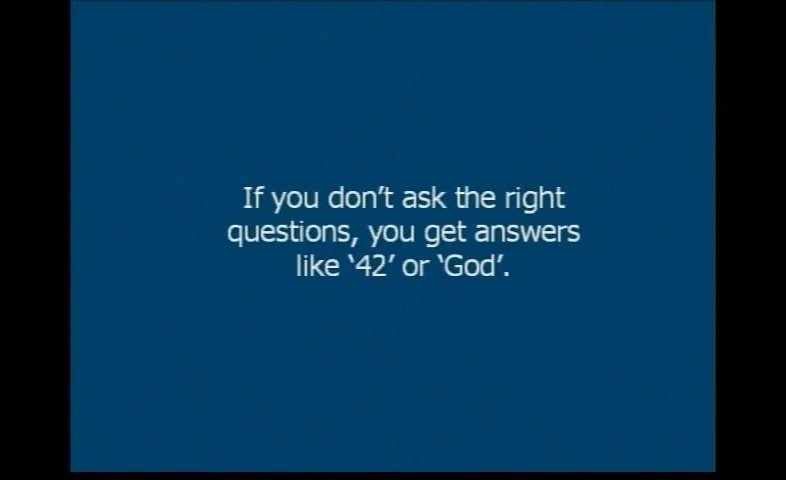 If you don’t ask the right
questions, you get answers
like ‘42’ or ‘God’.